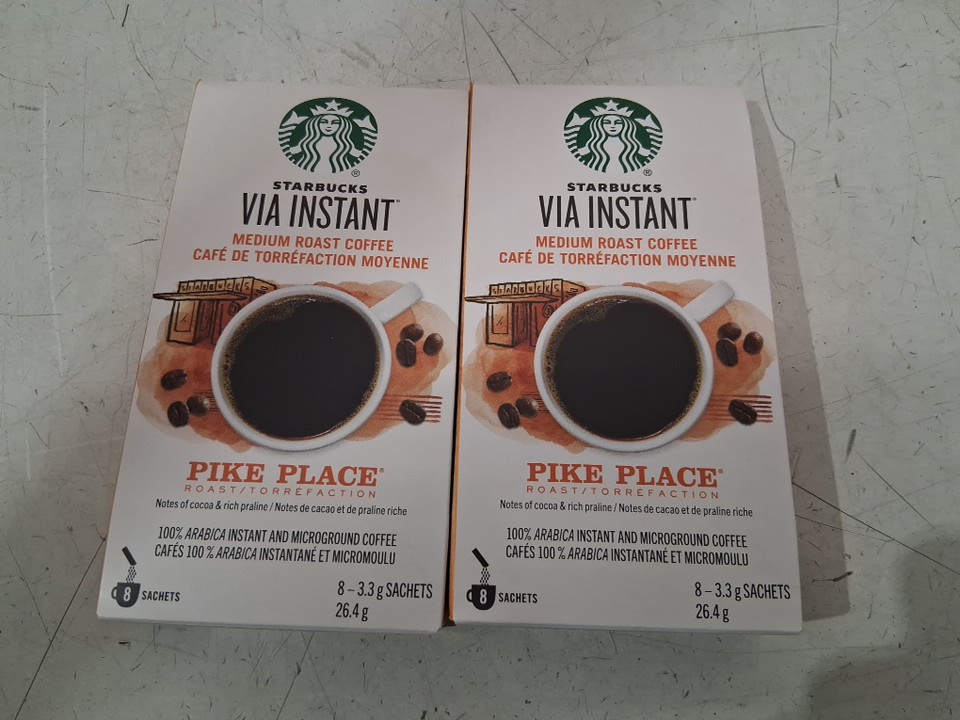 ®
STARBUCKS
VIA INSTANT™
MEDIUM ROAST COFFEE
CAFÉ DE TORRÉFACTION MOYENNE
STARBUCKS
PIKE PLACE®
ROAST/TORRÉFACTION
Notes of cocoa & rich praline / Notes de cacao et de praline riche
100% ARABICA INSTANT AND MICROGROUND COFFEE
CAFÉS 100 % ARABICA INSTANTANÉ ET MICROMOULU
8 SACHETS
8 – 3.3 g SACHETS
26.4 g
®
STARBUCKS
VIA INSTANT™
MEDIUM ROAST COFFEE
CAFÉ DE TORRÉFACTION MOYENNE
STARBUCKS
PIKE PLACE®
ROAST/TORRÉFACTION
Notes of cocoa & rich praline / Notes de cacao et de praline riche
100% ARABICA INSTANT AND MICROGROUND COFFEE
CAFÉS 100 % ARABICA INSTANTANÉ ET MICROMOULU
8 SACHETS
8 – 3.3 g SACHETS
26.4 g